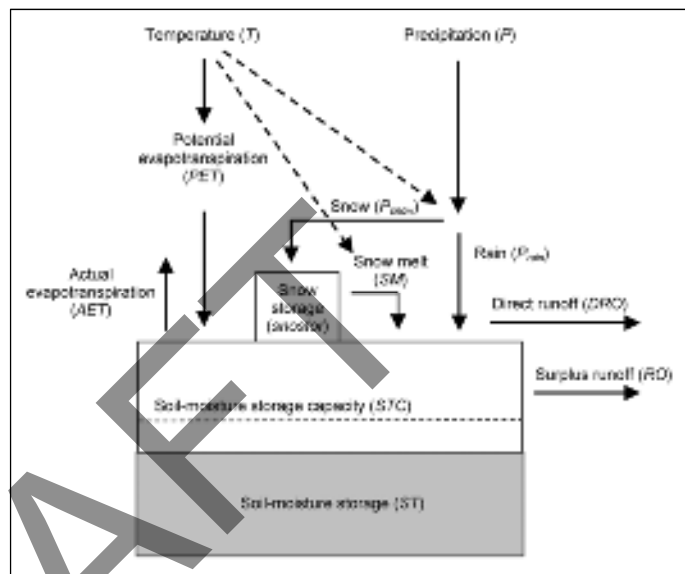 Temperature (T)
Precipitation (P)
Potential
evapotranspiration
(PET)
Snow (Psnow)
Rain (Prain)
Snow melt
(SM)
Actual
evapotranspiration
(AET)
Snow
storage
(snostor)
Direct runoff (DRO)
Surplus runoff (RO)
Soil-moisture storage capacity (STC)
Soil-moisture storage (ST)
AFT